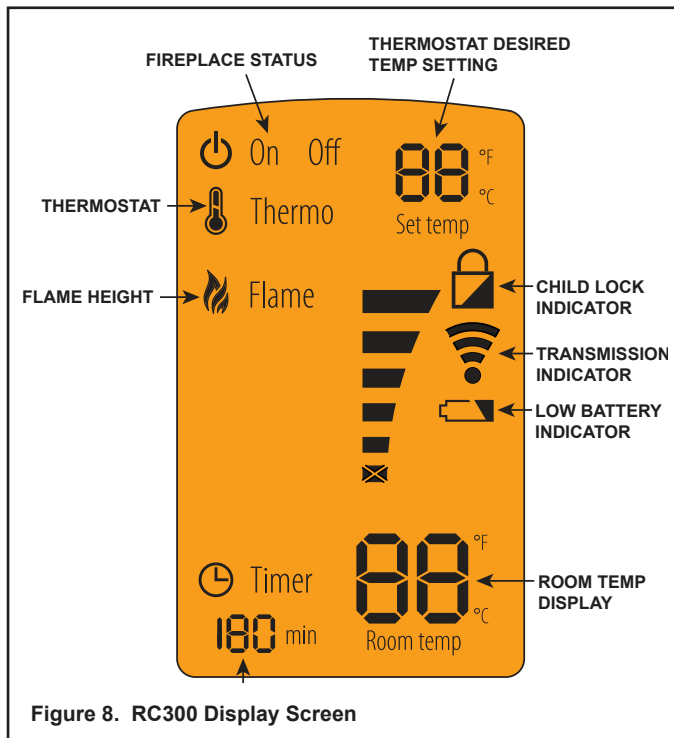 FIREPLACE STATUS
THERMOSTAT DESIRED
TEMP SETTING
On Off
88 °F
°C
Set temp
THERMOSTAT
Thermo
FLAME HEIGHT
Flame
CHILD LOCK
INDICATOR
TRANSMISSION
INDICATOR
LOW BATTERY
INDICATOR
Timer
180 min
88 °F
°C
Room temp
ROOM TEMP
DISPLAY
Figure 8. RC300 Display Screen